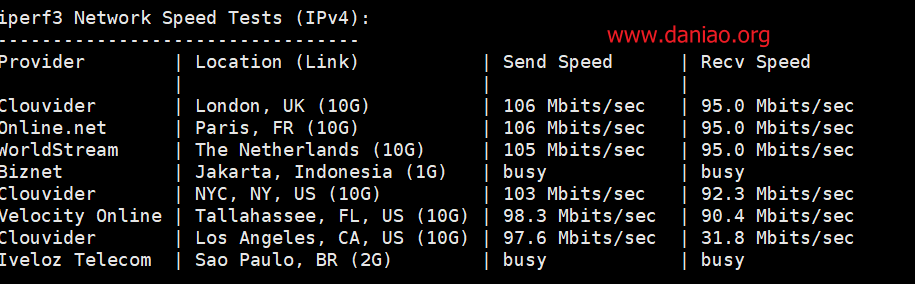 iperf3 Network Speed Tests (IPv4):
---------------------------------
www.daniao.org
Provider | Location (Link) | Send Speed | Recv Speed
| | |
Clouvider | London, UK (10G) | 106 Mbits/sec | 95.0 Mbits/sec
Online.net | Paris, FR (10G) | 106 Mbits/sec | 95.0 Mbits/sec
WorldStream | The Netherlands (10G) | 105 Mbits/sec | 95.0 Mbits/sec
Biznet | Jakarta, Indonesia (1G) | busy | busy
Clouvider | NYC, NY, US (10G) | 103 Mbits/sec | 92.3 Mbits/sec
Velocity Online | Tallahassee, FL, US (10G) | 98.3 Mbits/sec | 90.4 Mbits/sec
Clouvider | Los Angeles, CA, US (10G) | 97.6 Mbits/sec | 31.8 Mbits/sec
Iveloz Telecom | Sao Paulo, BR (2G) | busy | busy